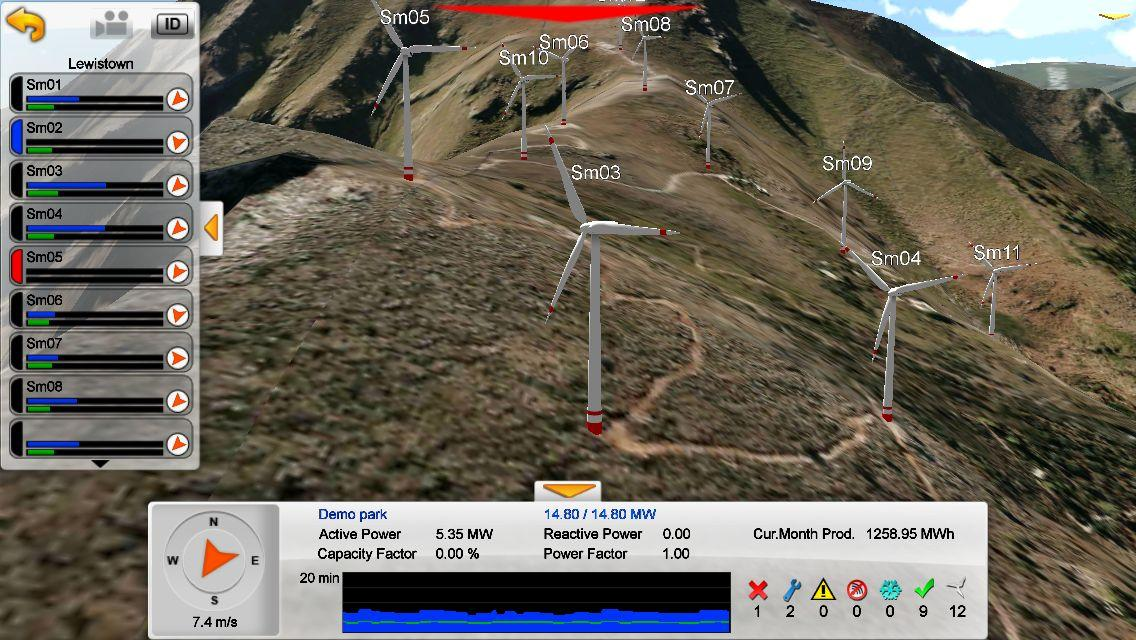 ID
Lewistown
Sm01
Sm02
Sm03
Sm04
Sm05
Sm06
Sm07
Sm08
Sm05
Sm06
Sm08
Sm10
Sm07
Sm03
Sm09
Sm04
Sm11
Demo park 14.80 / 14.80 MW
Active Power 5.35 MW Reactive Power 0.00 Cur.Month Prod. 1258.95 MWh
Capacity Factor 0.00 % Power Factor 1.00
N
W E
S
7.4 m/s
20 min
1 2 0 0 0 9 12